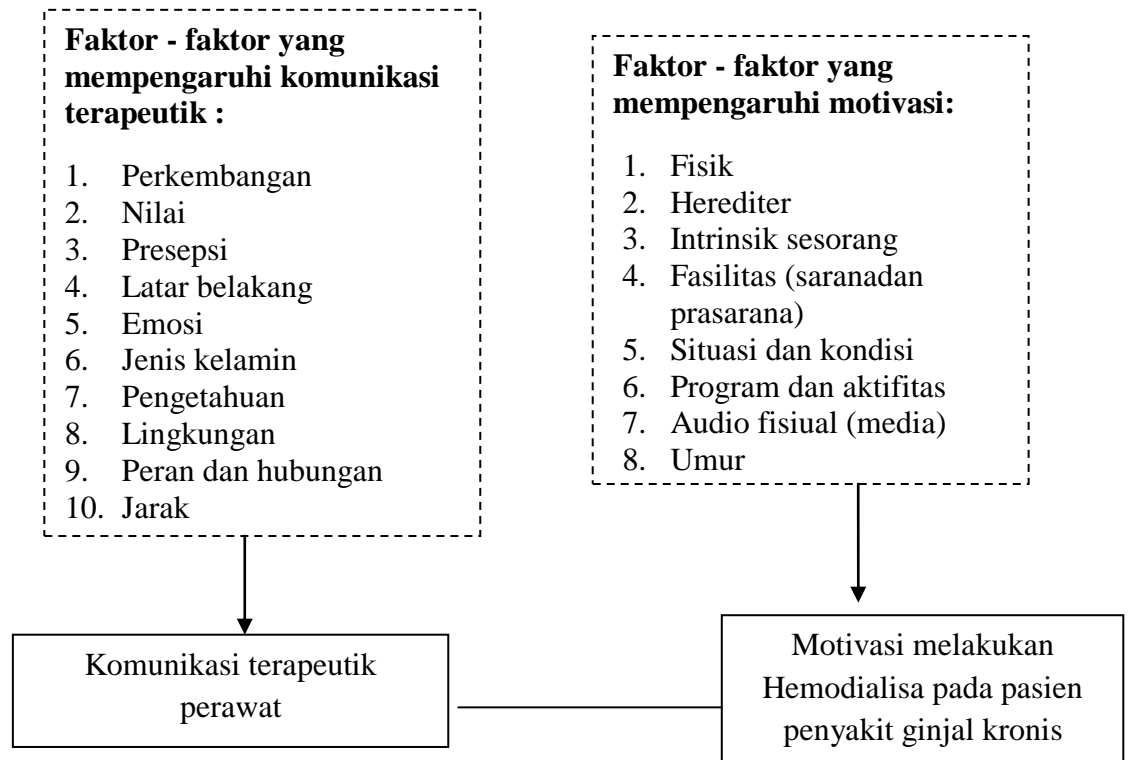 Faktor - faktor yang
mempengaruhi komunikasi
terapeutik :
1. Perkembangan
2. Nilai
3. Presepsi
4. Latar belakang
5. Emosi
6. Jenis kelamin
7. Pengetahuan
8. Lingkungan
9. Peran dan hubungan
10. Jarak
Faktor - faktor yang
mempengaruhi motivasi:
1. Fisik
2. Herediter
3. Intrinsik sesorang
4. Fasilitas (saranadan
prasarana)
5. Situasi dan kondisi
6. Program dan aktifitas
7. Audio fisiual (media)
8. Umur
Komunikasi terapeutik
perawat
Motivasi melakukan
Hemodialisa pada pasien
penyakit ginjal kronis